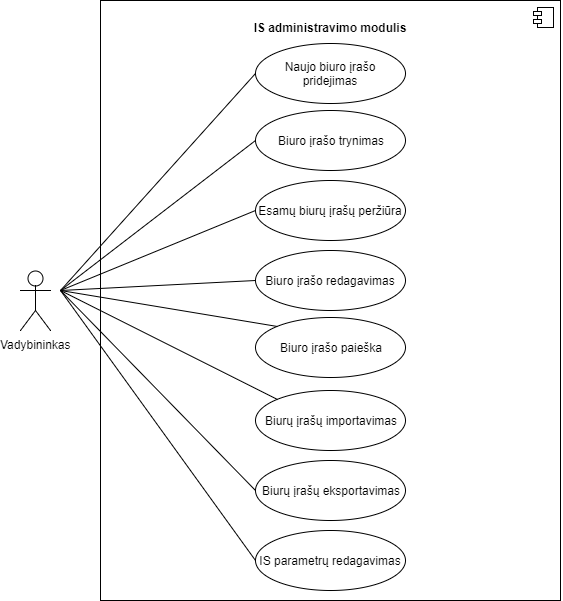 IS administravimo modulis
Naujo biuro įrašo
pridejimas
Biuro įrašo trynimas
Esamų biurų įrašų peržiūra
Biuro įrašo redagavimas
Vadybininkas
Biuro įrašo paieška
Biurų įrašų importavimas
Biurų įrašų eksportavimas
IS parametrų redagavimas